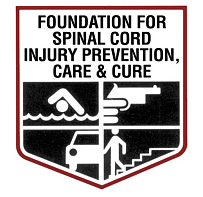 FOUNDATION FOR
SPINAL CORD
INJURY PREVENTION,
CARE & CURE